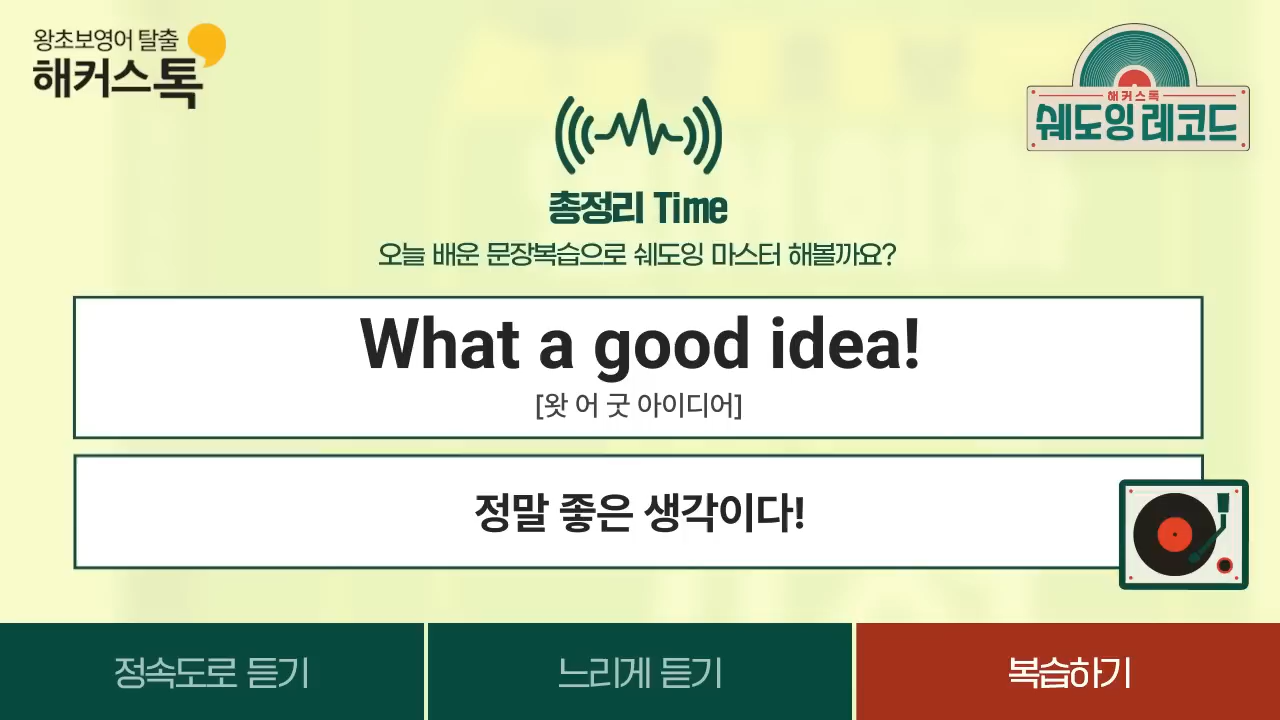 왕초보영어 탈출
해커스톡
해커스톡
쉐도잉 레코드
총정리 Time
오늘 배운 문장복습으로 쉐도잉 마스터 해볼까요?
What a good idea!
[왓 어 굿 아이디어]
정말 좋은 생각이다!
정속도로 듣기
느리게 듣기
복습하기